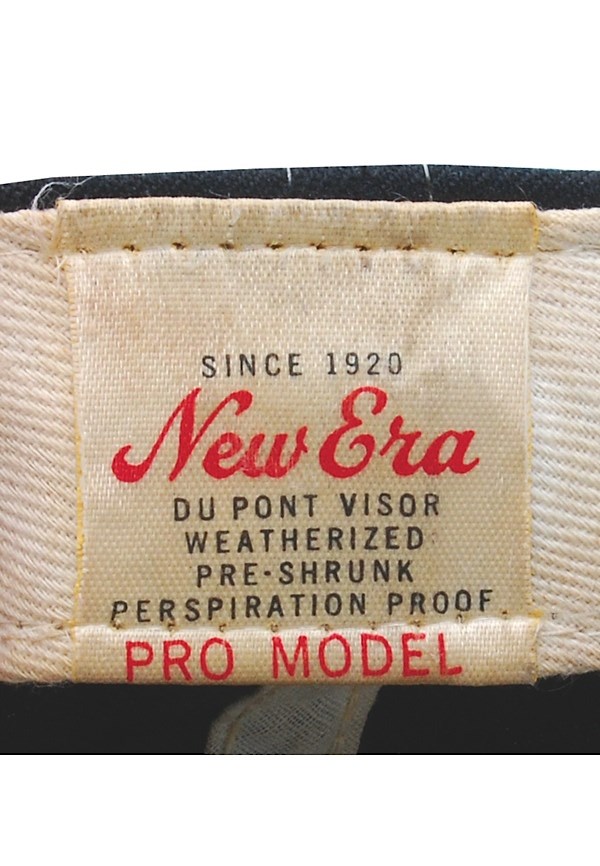 SINCE 1920
New Era
DU PONT VISOR
WEATHERIZED
PRE-SHRUNK
PERSPIRATION PROOF
PRO MODEL